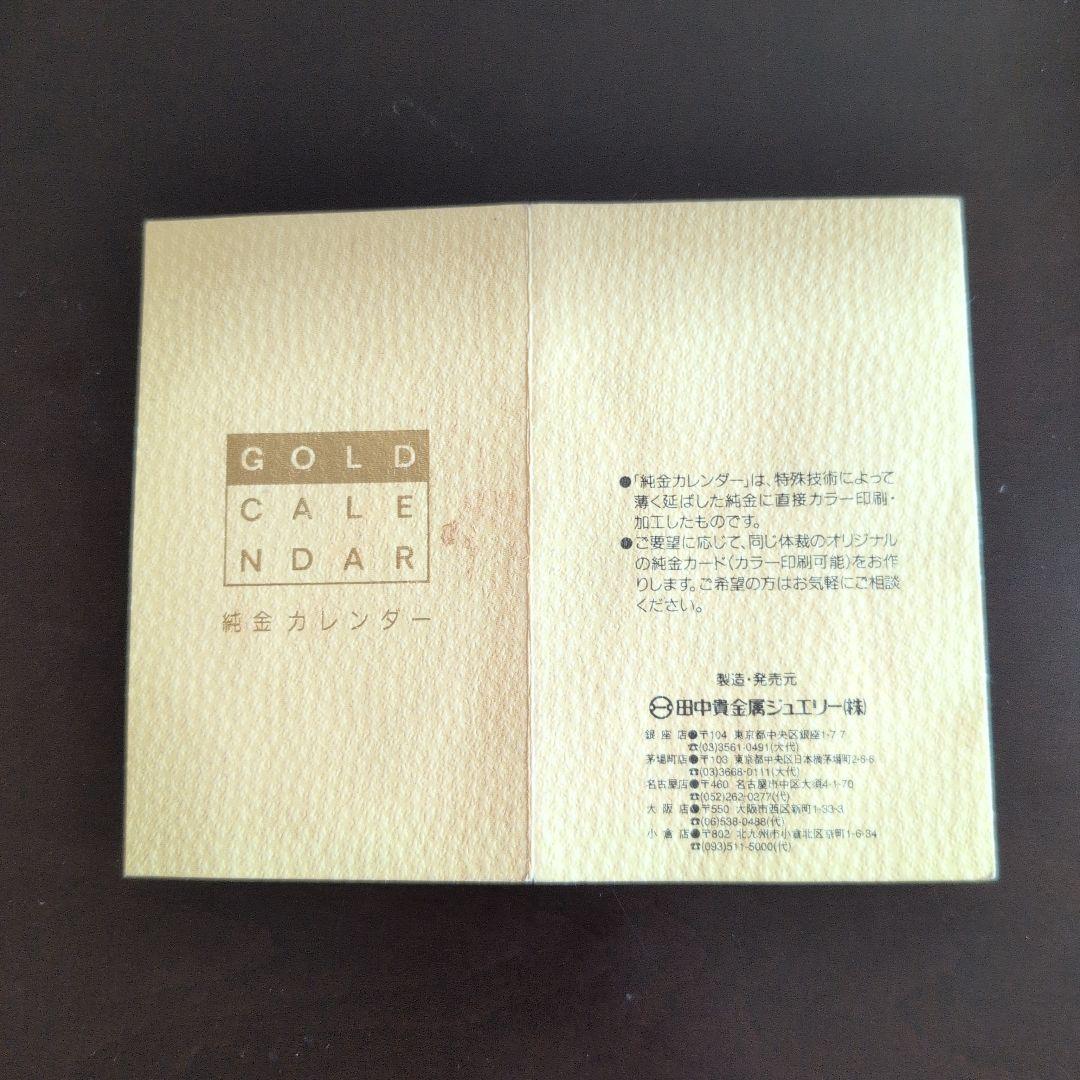 GOLD
CALE
NDAR
純金カレンダー
●「純金カレンダー」は、特殊技術によって
薄く延ばした純金に直接カラー印刷・
加工したものです。
●ご要望に応じて、同じ体裁のオリジナル
の純金カード(カラー印刷可能)をお作
りします。ご希望の方はお気軽にご相談
ください。
製造・発売元
田中貴金属ジュエリー(株)
銀座店●〒104 東京都中央区銀座1-7-7
☎(03)3561-0491(大代)
茅場町店●〒103 東京都中央区日本橋茅場町2-6-6
☎(03)3668-0111(大代)
名古屋店●〒460 名古屋市中区大須4-1-70
☎(052)262-0277(代)
大阪店●〒550 大阪市西区新町1-33-3
☎(06)538-0488(代)
小倉店●〒802 北九州市小倉北区京町1-6-34
☎(093)511-5000(代)